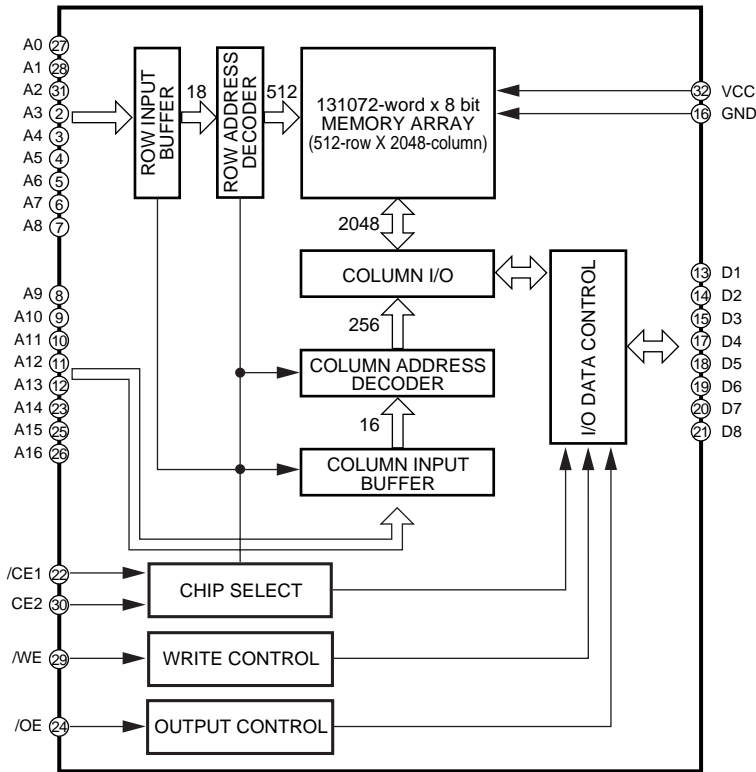 A0 27
A1 28
A2 31
A3 2
A4 3
A5 4
A6 5
A7 6
A8 7
A9 8
A10 9
A11 10
A12 11
A13 12
A14 23
A15 25
A16 26
/CE1 22
CE2 30
/WE 29
/OE 24
ROW INPUT
BUFFER
18
ROW ADDRESS
DECODER
512
131072-word x 8 bit
MEMORY ARRAY
(512-row X 2048-column)
2048
COLUMN I/O
256
COLUMN ADDRESS
DECODER
16
COLUMN INPUT
BUFFER
CHIP SELECT
WRITE CONTROL
OUTPUT CONTROL
I/O DATA CONTROL
32 VCC
16 GND
13 D1
14 D2
15 D3
17 D4
18 D5
19 D6
20 D7
21 D8